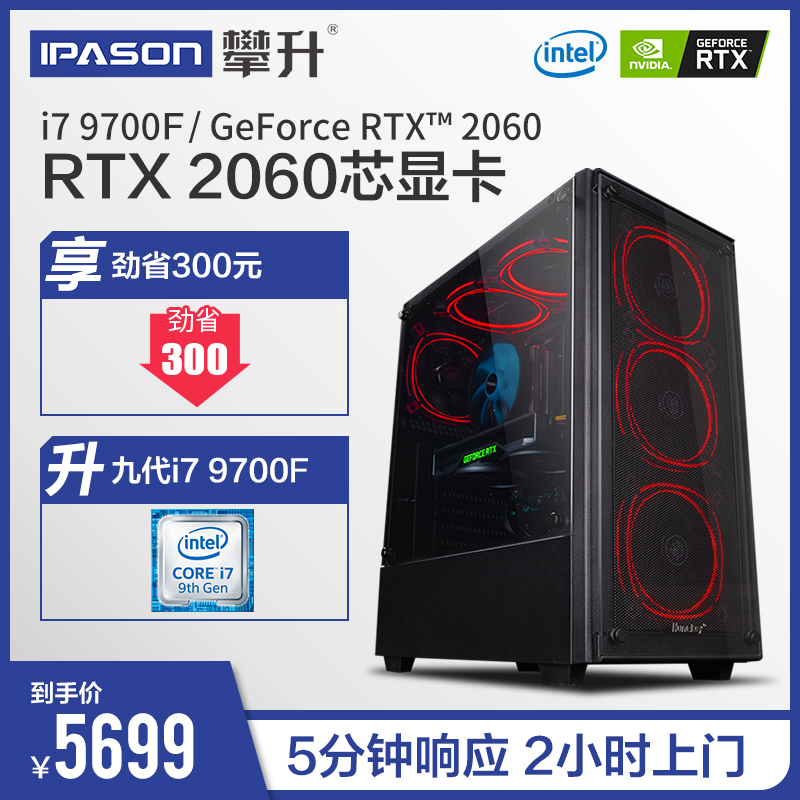 IPASON 攀升®
intel
NVIDIA. GEFORCE RTX
i7 9700F / GeForce RTX™ 2060
RTX 2060芯显卡
享 劲省300元
劲省
300
升 九代i7 9700F
intel
CORE™ i7
9th Gen
GEFORCE RTX
Huntkey
到手价
¥5699
5分钟响应 2小时上门